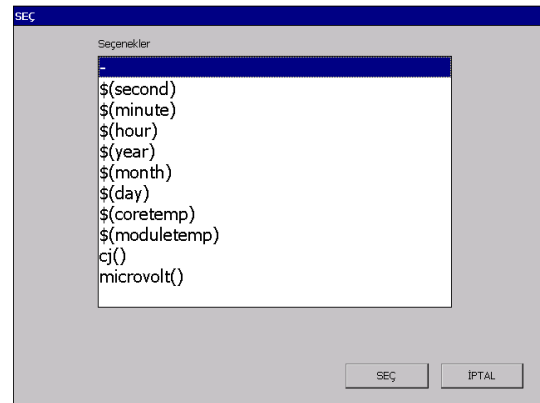 SEÇ
Seçenekler
-
$(second)
$(minute)
$(hour)
$(year)
$(month)
$(day)
$(coretemp)
$(moduletemp)
cj()
microvolt()
SEÇ
İPTAL